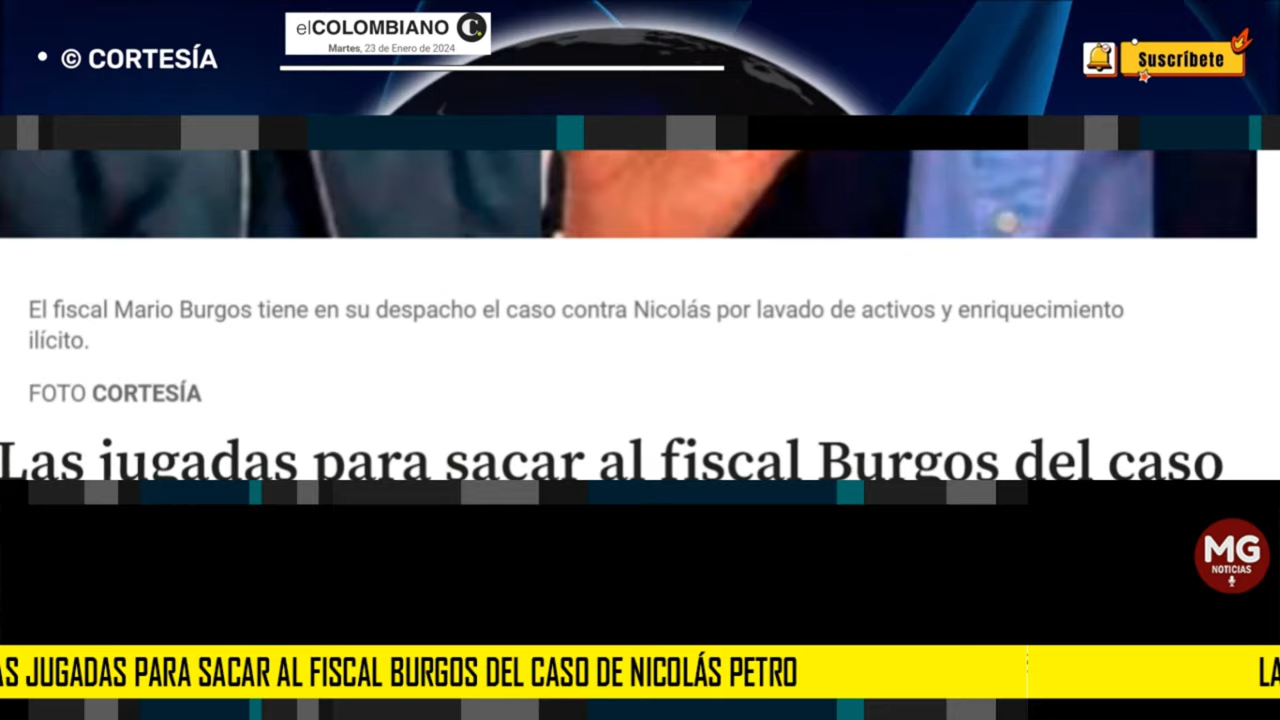 • © CORTESÍA
elCOLOMBIANO C.
Martes, 23 de Enero de 2024
Suscríbete
El fiscal Mario Burgos tiene en su despacho el caso contra Nicolás por lavado de activos y enriquecimiento
ilícito.
FOTO CORTESÍA
Las jugadas para sacar al fiscal Burgos del caso
MG
NOTICIAS
AS JUGADAS PARA SACAR AL FISCAL BURGOS DEL CASO DE NICOLÁS PETRO
LA